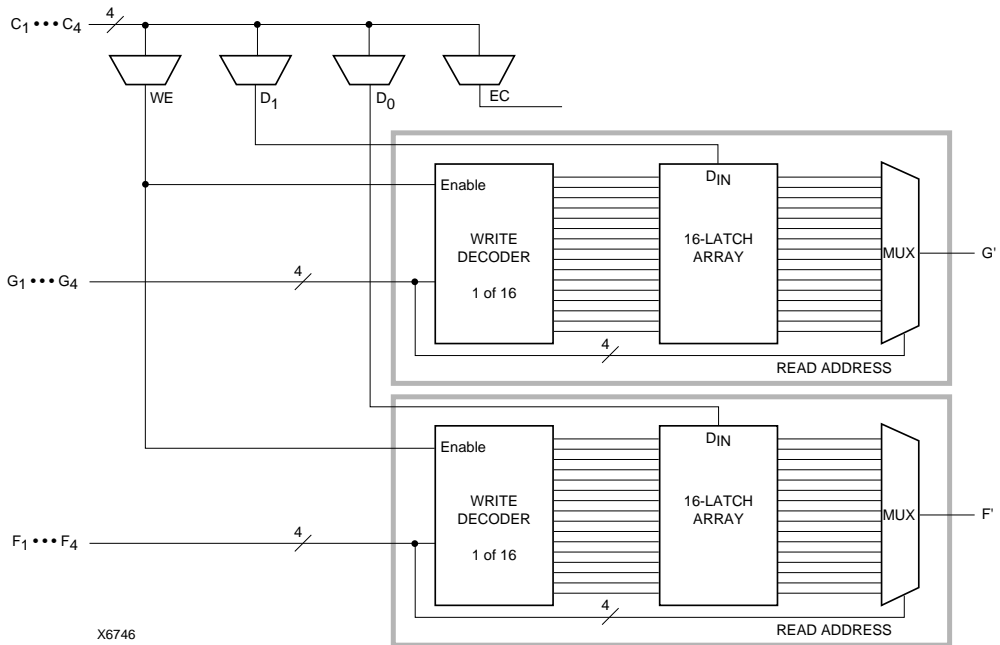 C1 ••• C4 4
WE D1 D0 EC
Enable
WRITE
DECODER
1 of 16
DIN
16-LATCH
ARRAY
MUX
G'
G1 ••• G4 4
4
READ ADDRESS
Enable
WRITE
DECODER
1 of 16
DIN
16-LATCH
ARRAY
MUX
F'
F1 ••• F4 4
4
READ ADDRESS
X6746